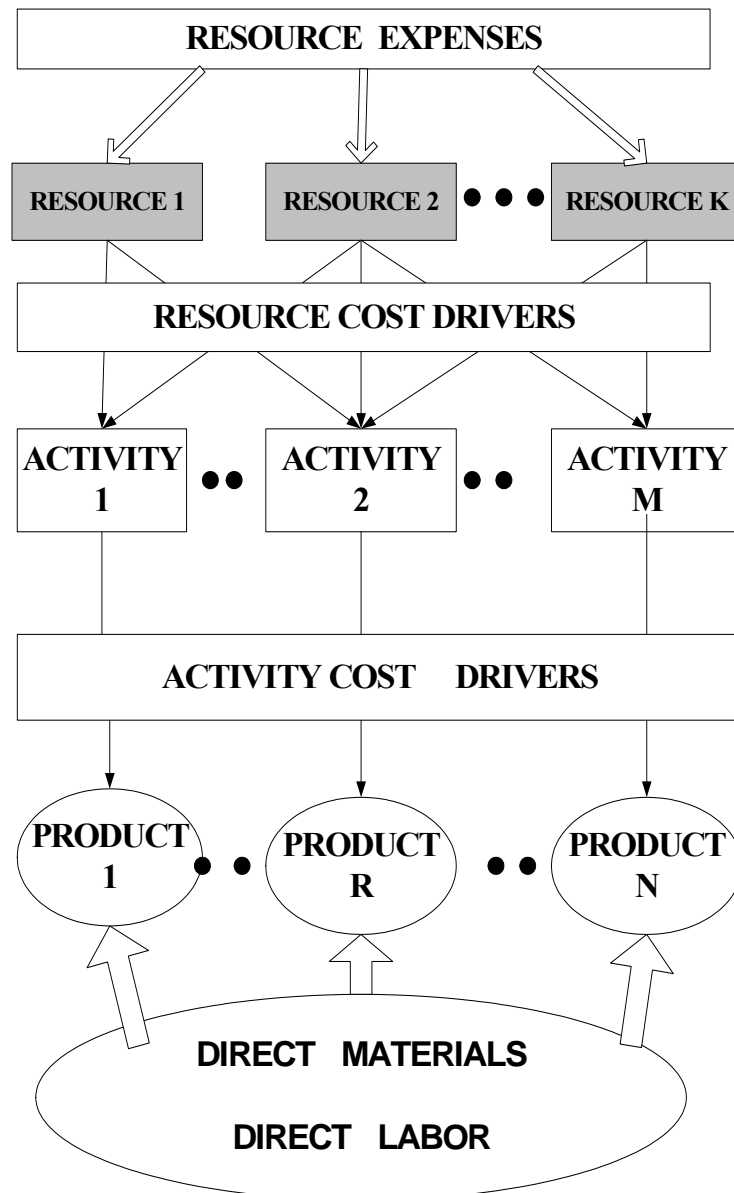 RESOURCE EXPENSES
RESOURCE 1
RESOURCE 2
RESOURCE K
RESOURCE COST DRIVERS
ACTIVITY
1
ACTIVITY
2
ACTIVITY
M
ACTIVITY COST DRIVERS
PRODUCT
1
PRODUCT
R
PRODUCT
N
DIRECT MATERIALS
DIRECT LABOR